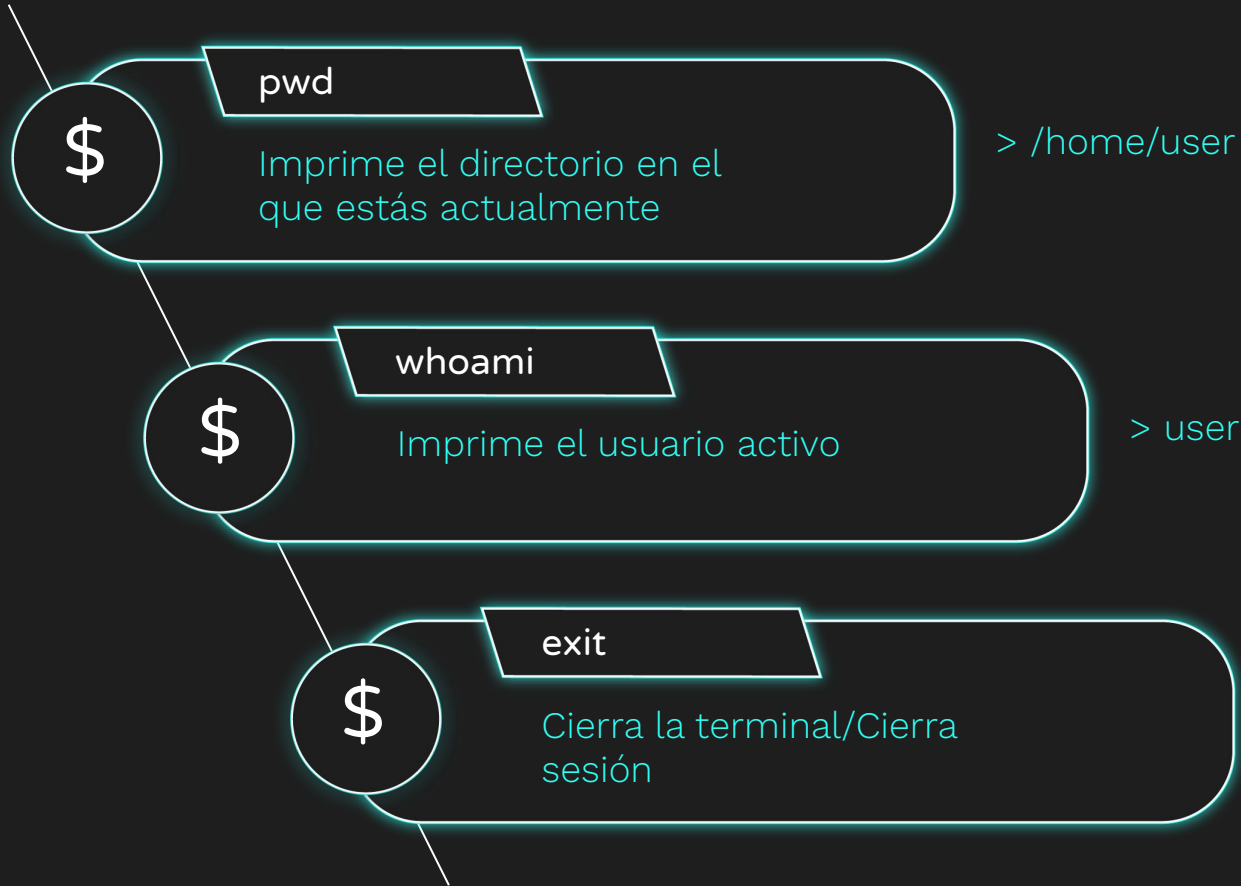 $
pwd
Imprime el directorio en el
que estás actualmente
> /home/user
$
whoami
Imprime el usuario activo
> user
$
exit
Cierra la terminal/Cierra
sesión